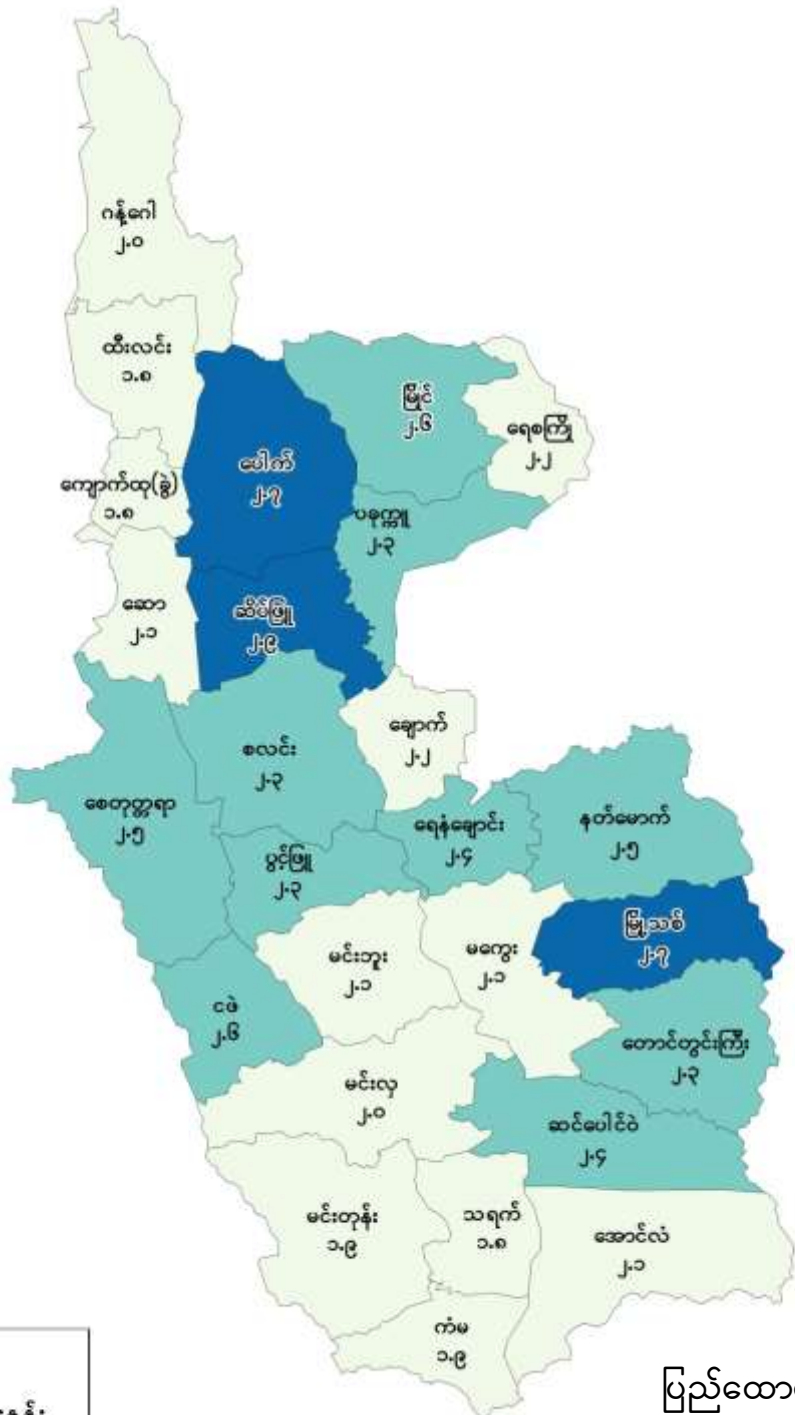 ဂန့်ဂေါ
၂.၀
ထီးလင်း
၁.၈
မြိုင်
၂.၆
ရေစကြို
၂.၂
ပေါက်
၂.၇
ကျောက်ထု(ခွဲ)
၁.၈
ပခုက္ကူ
၂.၃
ဆော
၂.၁
ဆိပ်ဖြူ
၂.၉
ချောက်
၂.၂
စလင်း
၂.၃
စေတုတ္တရာ
၂.၅
ရေနံချောင်း
၂.၄
နတ်မောက်
၂.၅
ပွင့်ဖြူ
၂.၃
မြို့သစ်
၂.၇
မင်းဘူး
၂.၁
မကွေး
၂.၁
ငဖဲ
၂.၆
တောင်တွင်းကြီး
၂.၃
မင်းလှ
၂.၀
ဆင်ပေါင်ဝဲ
၂.၄
မင်းတုန်း
၁.၉
သရက်
၁.၈
အောင်လံ
၂.၁
ကံမ
၁.၉